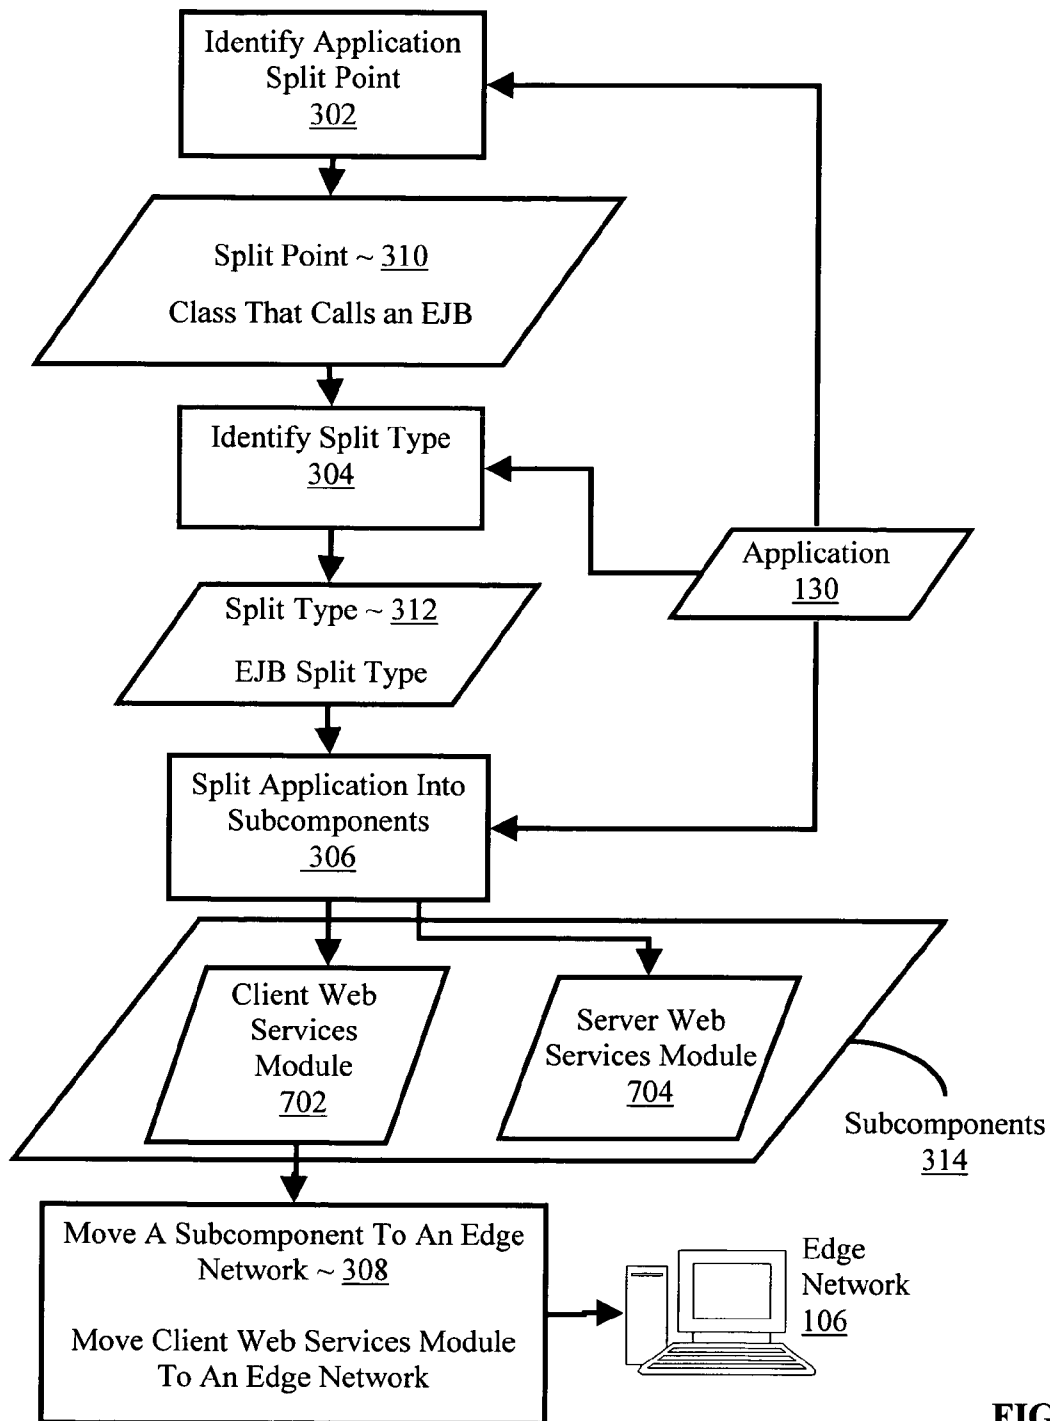 Identify Application
Split Point
302
Split Point ~ 310
Class That Calls an EJB
Identify Split Type
304
Application
130
Split Type ~ 312
EJB Split Type
Split Application Into
Subcomponents
306
Client Web
Services
Module
702
Server Web
Services Module
704
Subcomponents
314
Move A Subcomponent To An Edge
Network ~ 308
Move Client Web Services Module
To An Edge Network
Edge
Network
106
FIG